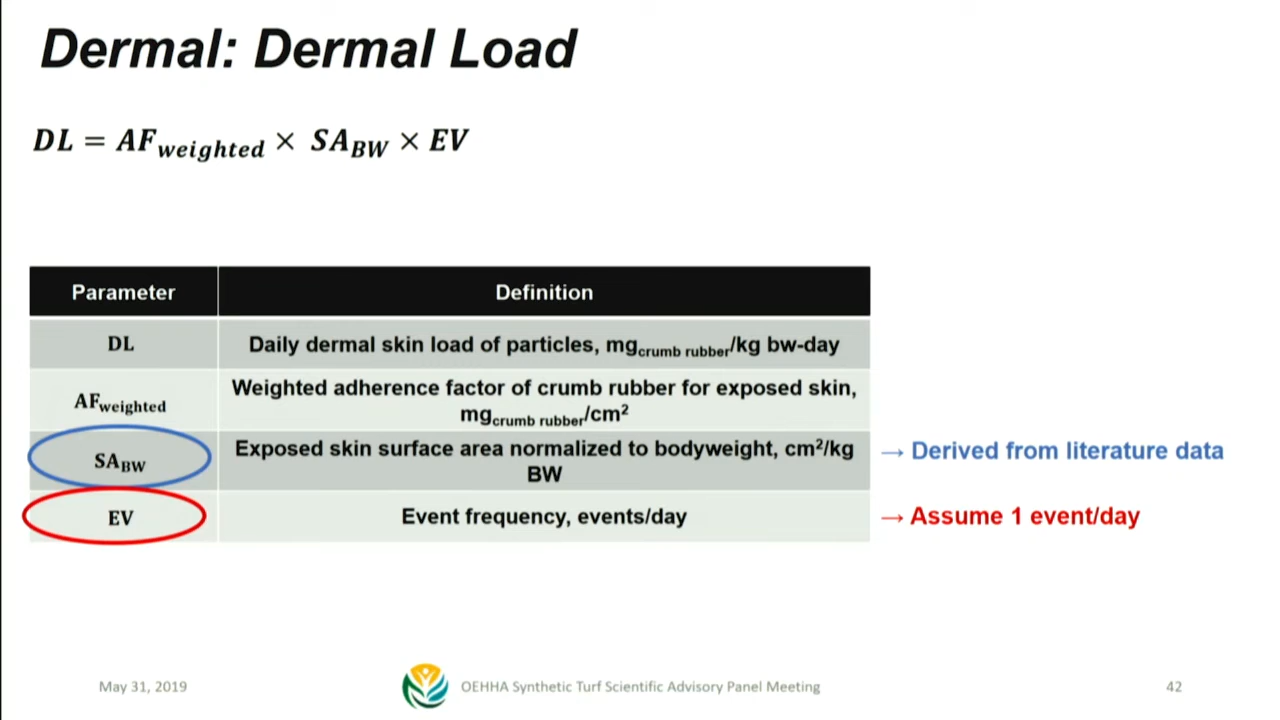 Dermal: Dermal Load
DL = AF_weighted × SA_BW × EV
Parameter Definition
DL Daily dermal skin load of particles, mg_crumb rubber/kg bw-day
AF_weighted Weighted adherence factor of crumb rubber for exposed skin,
mg_crumb rubber/cm²
SA_BW Exposed skin surface area normalized to bodyweight, cm²/kg
BW
→ Derived from literature data
EV Event frequency, events/day
→ Assume 1 event/day
May 31, 2019 OEHHA Synthetic Turf Scientific Advisory Panel Meeting 42